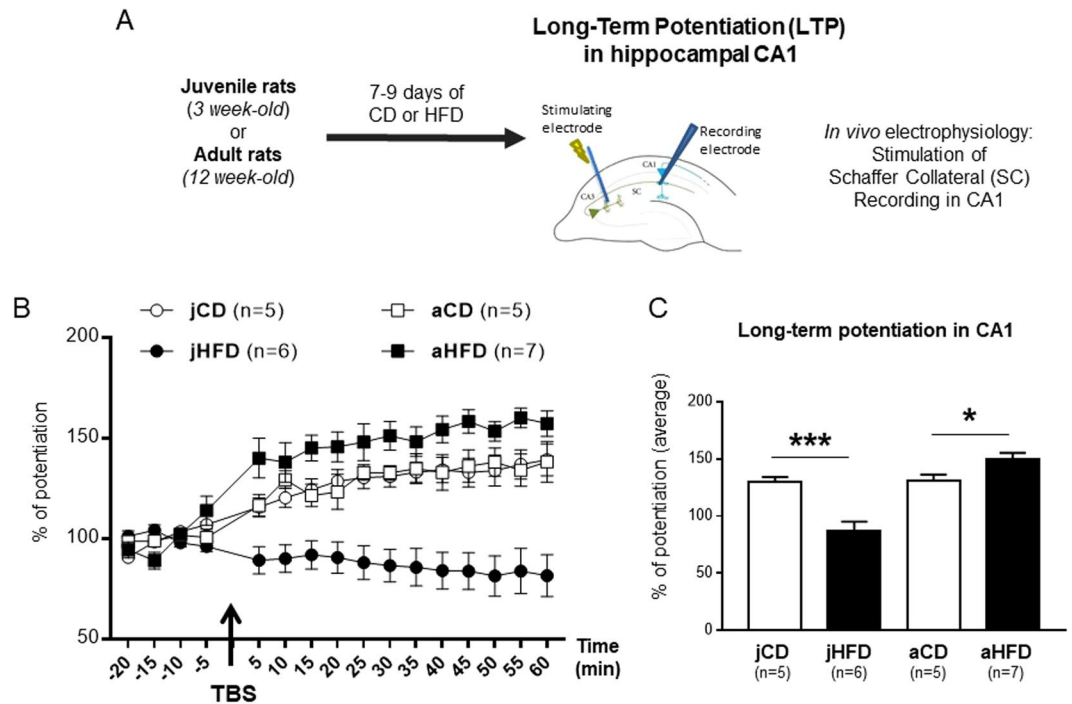 A
Long-Term Potentiation (LTP)
in hippocampal CA1
Juvenile rats
(3 week-old)
or
Adult rats
(12 week-old)
7-9 days of
CD or HFD
Stimulating
electrode
Recording
electrode
CA1
CA3
SC
In vivo electrophysiology:
Stimulation of
Schaffer Collateral (SC)
Recording in CA1
B
jCD (n=5)
aCD (n=5)
jHFD (n=6)
aHFD (n=7)
% of potentiation
200
150
100
50
-20 -15 -10 -5 5 10 15 20 25 30 35 40 45 50 55 60
Time
(min)
TBS
C
Long-term potentiation in CA1
% of potentiation (average)
200
150
100
50
0
***
*
jCD jHFD aCD aHFD
(n=5) (n=6) (n=5) (n=7)